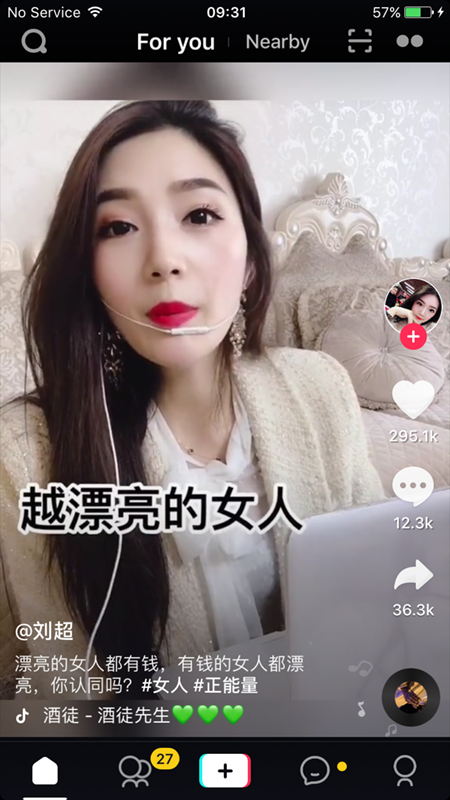 No Service 09:31 57%
For you Nearby
越漂亮的女人
295.1k
12.3k
36.3k
@刘超
漂亮的女人都有钱，有钱的女人都漂
亮，你认同吗？#女人 #正能量
酒徒 - 酒徒先生💚💚💚
27